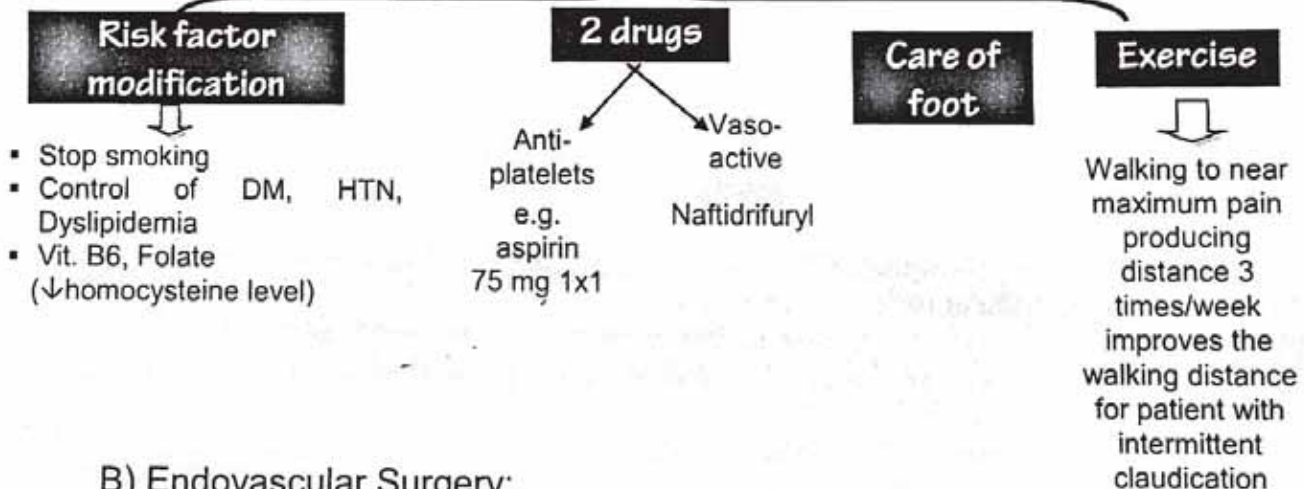 Risk factor
modification
▪ Stop smoking
▪ Control of DM, HTN,
Dyslipidemia
▪ Vit. B6, Folate
(↓homocysteine level)
2 drugs
Anti-
platelets
e.g.
aspirin
75 mg 1x1
Vaso-
active
Naftidrifuryl
Care of
foot
Exercise
Walking to near
maximum pain
producing
distance 3
times/week
improves the
walking distance
for patient with
intermittent
claudication
B) Endovascular Surgery: